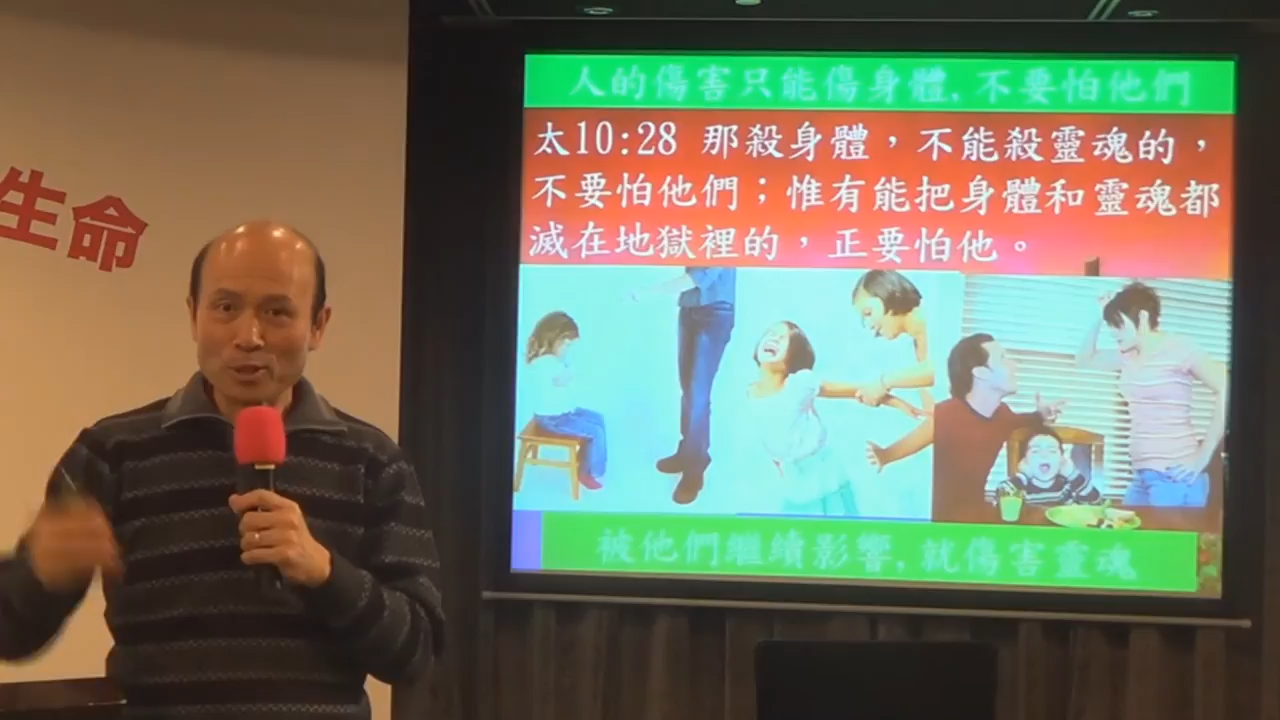 生命
人的傷害只能傷身體,不要怕他們
太10:28 那殺身體，不能殺靈魂的，
不要怕他們；惟有能把身體和靈魂都
滅在地獄裡的，正要怕他。
被他們繼續影響,就傷害靈魂